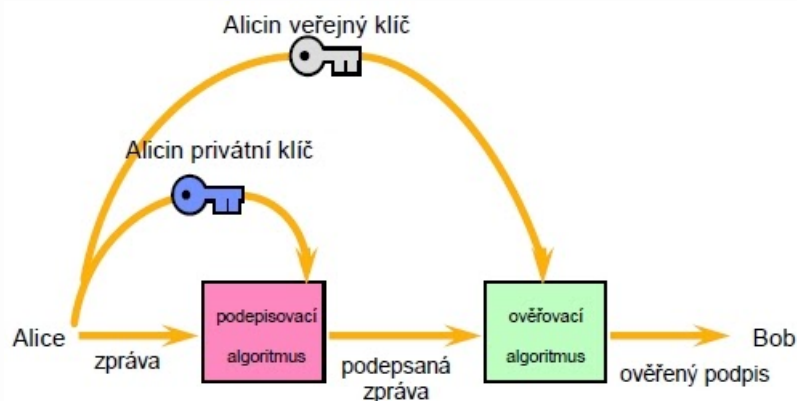 Alicin veřejný klíč
Alicin privátní klíč
podepisovací
algoritmus
ověřovací
algoritmus
Alice
zpráva
podepsaná
zpráva
ověřený podpis
Bob